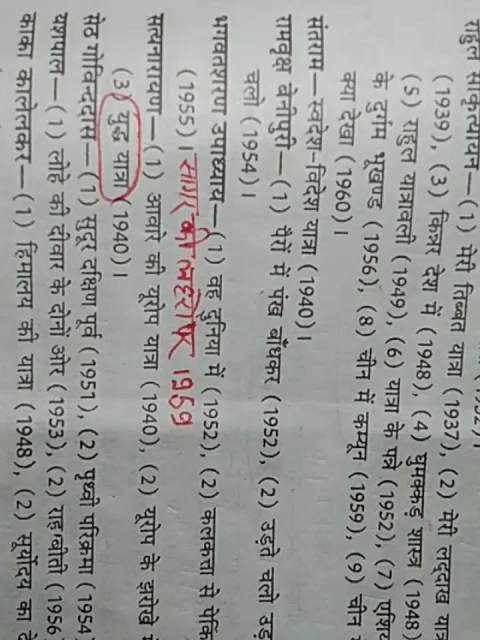 राहुल सांकृत्यायन—(1) मेरी तिब्बत यात्रा (1937), (2) मेरी लद्दाख यात्र
(1939), (3) किन्नर देश में (1948), (4) घुमक्कड़ शास्त्र (1948
(5) राहुल यात्रावली (1949), (6) यात्रा के पन्ने (1952), (7) एशिय
के दुर्गम भूखण्ड (1956), (8) चीन में कम्यून (1959), (9) चीन में
क्या देखा (1960)।
संतराम—स्वदेश-विदेश यात्रा (1940)।
रामवृक्ष बेनीपुरी—(1) पैरों में पंख बाँधकर (1952), (2) उड़ते चलो उड़
चलो (1954)।
भगवतशरण उपाध्याय—(1) वह दुनिया में (1952), (2) कलकत्ता से पेकिं
(1955)। सागर की लहरों पर 1959
सत्यनारायण—(1) आवारे की यूरोप यात्रा (1940), (2) यूरोप के झरोखे में
(3) युद्ध यात्रा (1940)।
सेठ गोविन्ददास—(1) सुदूर दक्षिण पूर्व (1951), (2) पृथ्वी परिक्रमा (1954)
यशपाल—(1) लोहे की दीवार के दोनों ओर (1953), (2) राहबीती (1956
काका कालेलकर—(1) हिमालय की यात्रा (1948), (2) सूर्योदय का दे